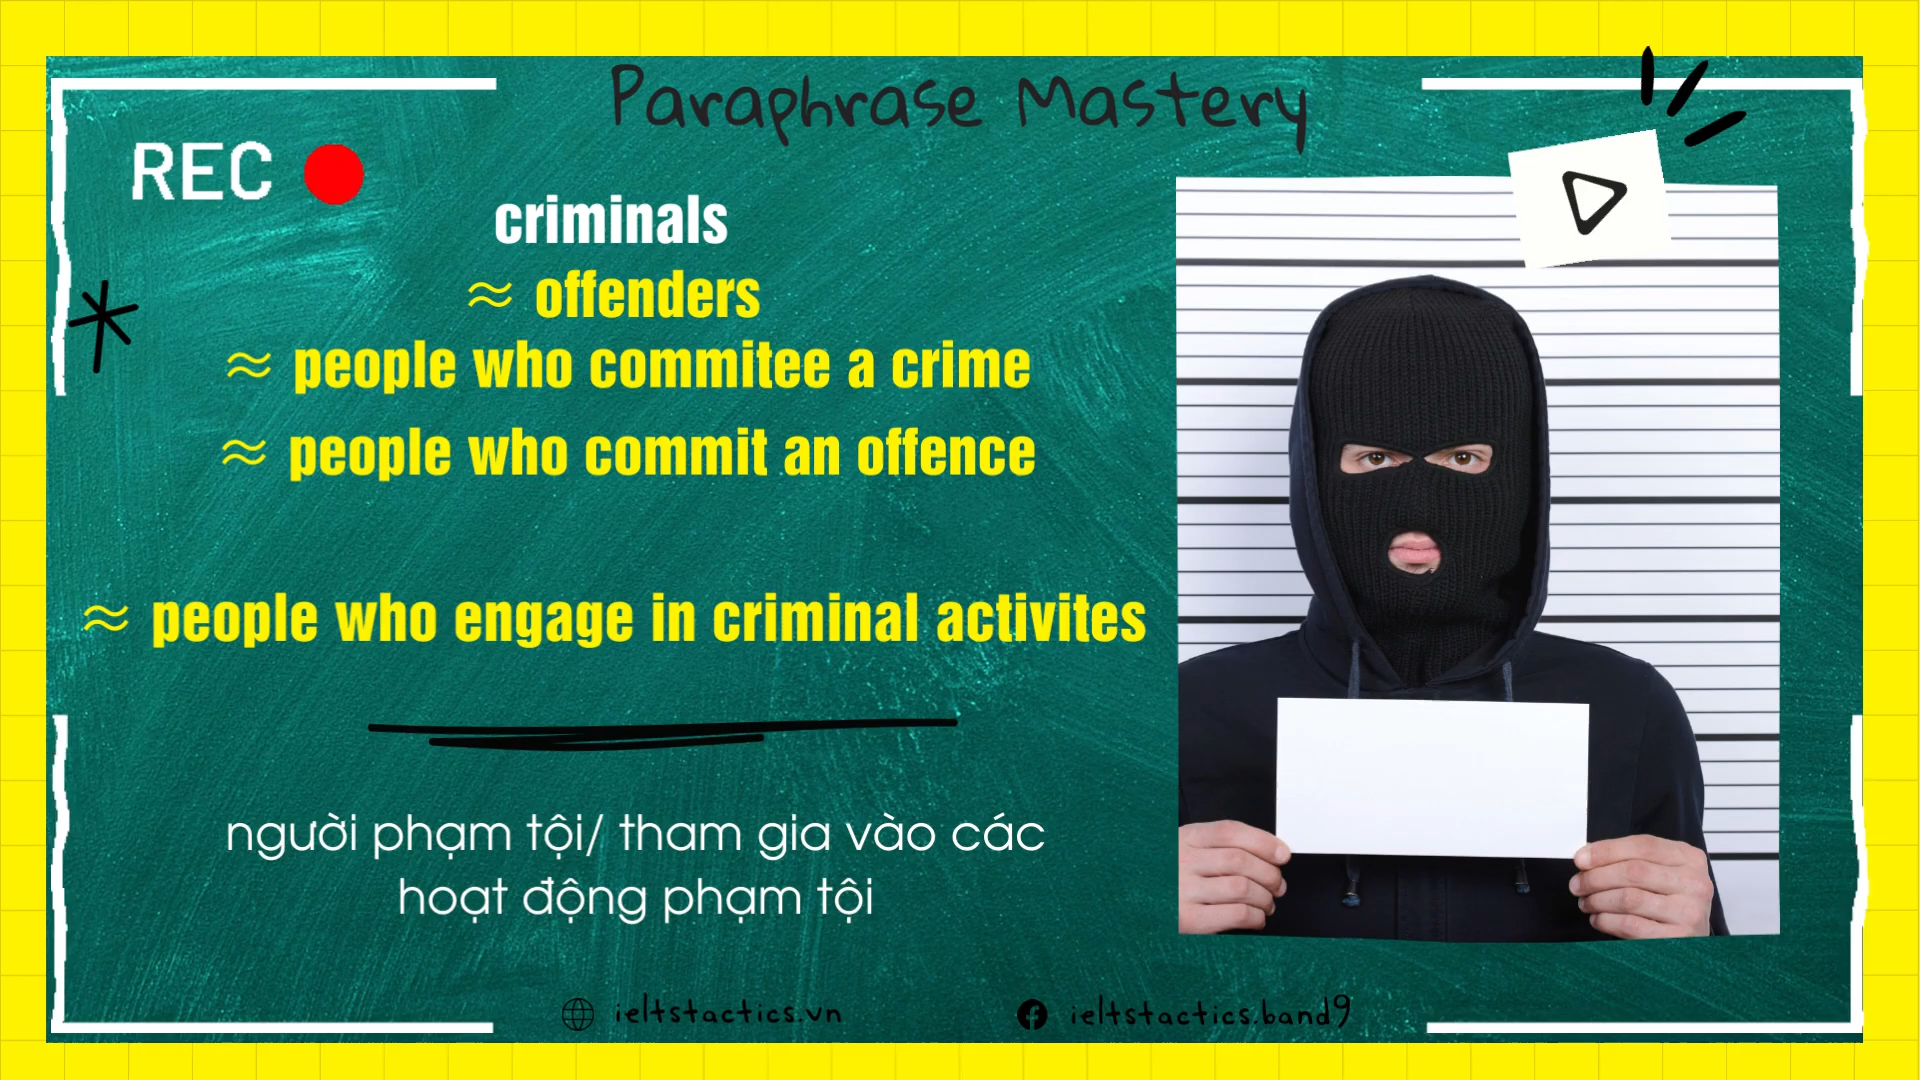 Paraphrase Mastery
REC
criminals
≈ offenders
≈ people who commitee a crime
≈ people who commit an offence
≈ people who engage in criminal activites
người phạm tội/ tham gia vào các
hoạt động phạm tội
ieltstactics.vn
ieltstactics.band9